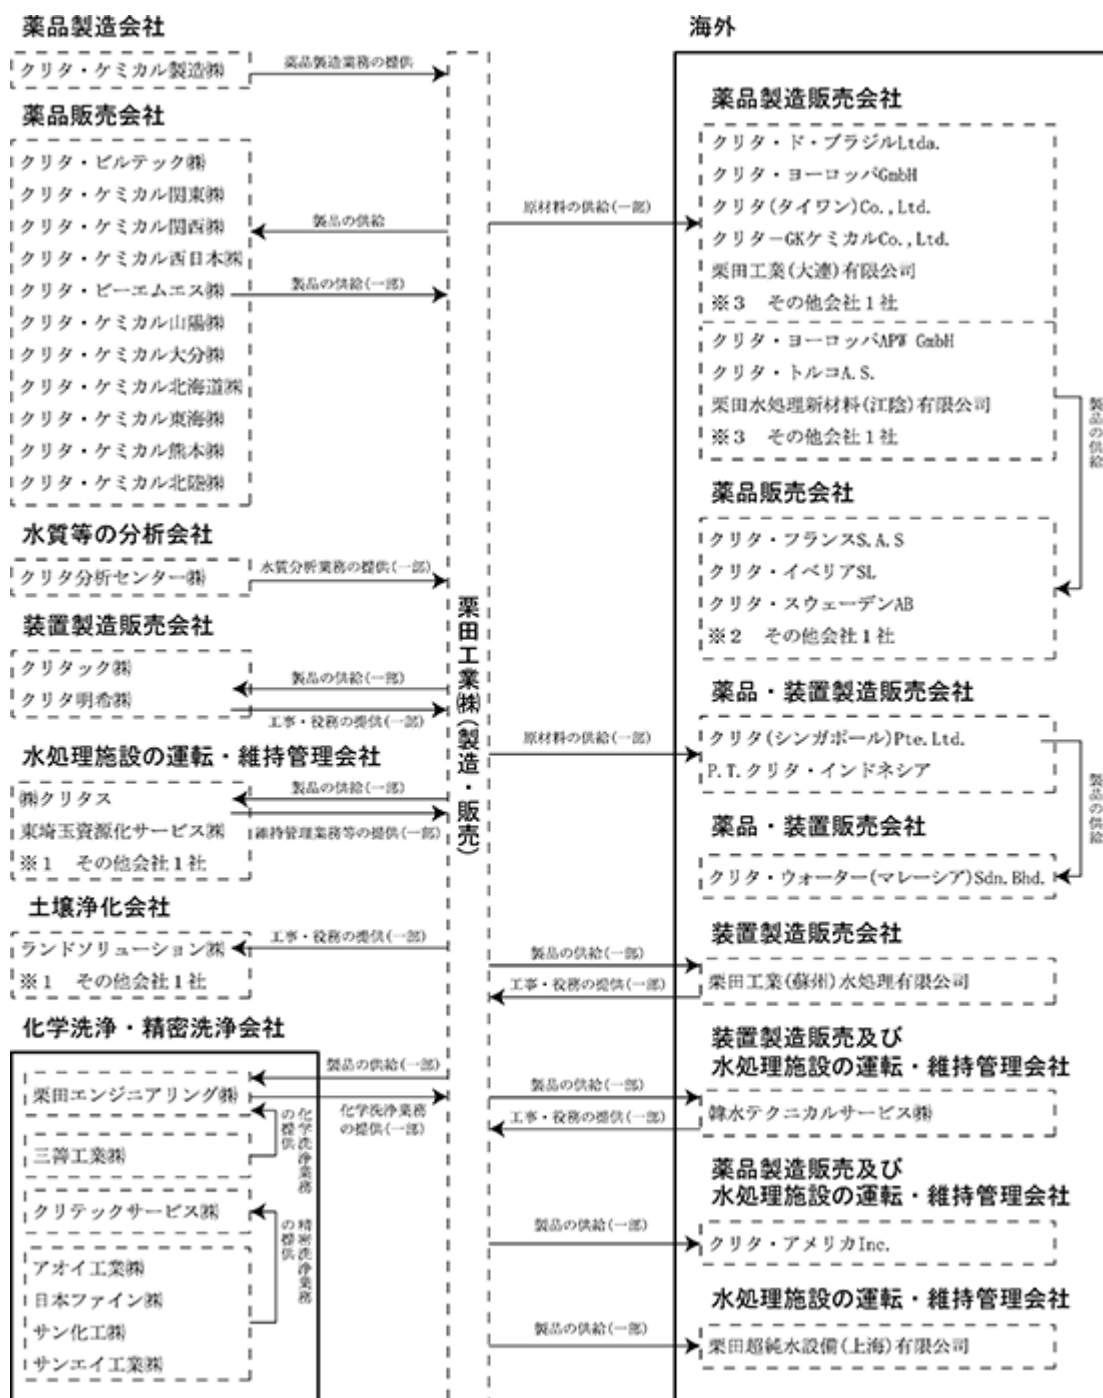 薬品製造会社
クリタ・ケミカル製造㈱
薬品製造業務の提供
薬品販売会社
クリタ・ビルテック㈱
クリタ・ケミカル関東㈱
クリタ・ケミカル関西㈱
クリタ・ケミカル西日本㈱
クリタ・ビーエムエス㈱
クリタ・ケミカル山陽㈱
クリタ・ケミカル大分㈱
クリタ・ケミカル北海道㈱
クリタ・ケミカル東海㈱
クリタ・ケミカル熊本㈱
クリタ・ケミカル北陸㈱
製品の供給
製品の供給(一部)
水質等の分析会社
クリタ分析センター㈱
水質分析業務の提供(一部)
装置製造販売会社
クリタック㈱
クリタ明希㈱
製品の供給(一部)
工事・役務の提供(一部)
水処理施設の運転・維持管理会社
㈱クリタス
東埼玉資源化サービス㈱
※1 その他会社1社
製品の供給(一部)
維持管理業務等の提供(一部)
土壌浄化会社
ランドソリューション㈱
※1 その他会社1社
工事・役務の提供(一部)
化学洗浄・精密洗浄会社
栗田エンジニアリング㈱
三善工業㈱
クリテックサービス㈱
アオイ工業㈱
日本ファイン㈱
サン化工㈱
サンエイ工業㈱
製品の供給(一部)
化学洗浄業務
の提供(一部)
化学洗浄業務
の提供
精密洗浄業務
の提供
栗田工業㈱(製造・販売)
海外
薬品製造販売会社
クリタ・ド・ブラジルLtda.
クリタ・ヨーロッパGmbH
クリタ(タイワン)Co.,Ltd.
クリタ－GKケミカルCo.,Ltd.
栗田工業(大連)有限公司
※3 その他会社1社
クリタ・ヨーロッパAPW GmbH
クリタ・トルコA.S.
栗田水処理新材料(江陰)有限公司
※3 その他会社1社
原材料の供給(一部)
製品の供給
薬品販売会社
クリタ・フランスS.A.S
クリタ・イベリアSL
クリタ・スウェーデンAB
※2 その他会社1社
薬品・装置製造販売会社
クリタ(シンガポール)Pte.Ltd.
P.T.クリタ・インドネシア
原材料の供給(一部)
製品の供給
薬品・装置販売会社
クリタ・ウォーター(マレーシア)Sdn.Bhd.
装置製造販売会社
栗田工業(蘇州)水処理有限公司
製品の供給(一部)
工事・役務の提供(一部)
装置製造販売及び
水処理施設の運転・維持管理会社
韓水テクニカルサービス㈱
製品の供給(一部)
工事・役務の提供(一部)
薬品製造販売及び
水処理施設の運転・維持管理会社
クリタ・アメリカInc.
製品の供給(一部)
水処理施設の運転・維持管理会社
栗田超純水設備(上海)有限公司
製品の供給(一部)